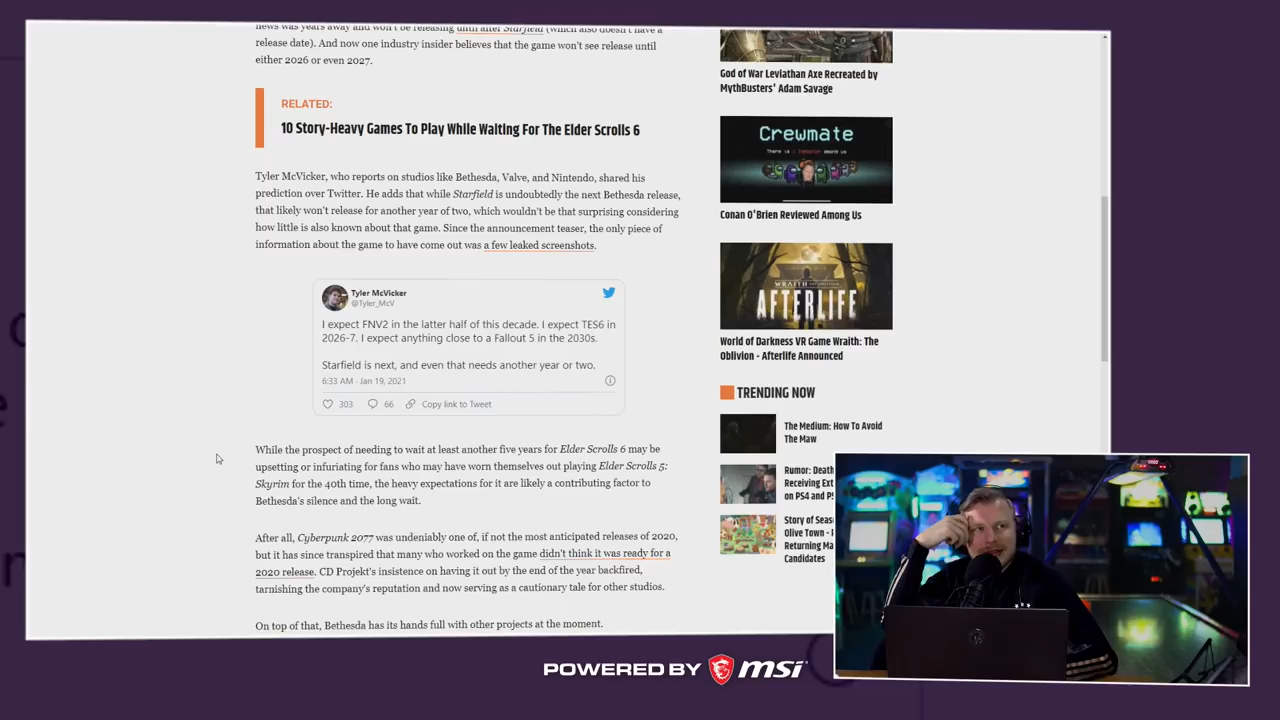 news was years away and won't be releasing until after Starfield (which also doesn't have a
release date). And now one industry insider believes that the game won't see release until
either 2026 or even 2027.
RELATED:
10 Story-Heavy Games To Play While Waiting For The Elder Scrolls 6
Tyler McVicker, who reports on studios like Bethesda, Valve, and Nintendo, shared his
prediction over Twitter. He adds that while Starfield is undoubtedly the next Bethesda release,
that likely won't release for another year of two, which wouldn't be that surprising considering
how little is also known about that game. Since the announcement teaser, the only piece of
information about the game to have come out was a few leaked screenshots.
Tyler McVicker
@Tyler_McV
I expect FNV2 in the latter half of this decade. I expect TES6 in
2026-7. I expect anything close to a Fallout 5 in the 2030s.
Starfield is next, and even that needs another year or two.
6:33 AM · Jan 19, 2021
303 66 Copy link to Tweet
While the prospect of needing to wait at least another five years for Elder Scrolls 6 may be
upsetting or infuriating for fans who may have worn themselves out playing Elder Scrolls 5:
Skyrim for the 40th time, the heavy expectations for it are likely a contributing factor to
Bethesda's silence and the long wait.
After all, Cyberpunk 2077 was undeniably one of, if not the most anticipated releases of 2020,
but it has since transpired that many who worked on the game didn't think it was ready for a
2020 release. CD Projekt's insistence on having it out by the end of the year backfired,
tarnishing the company's reputation and now serving as a cautionary tale for other studios.
On top of that, Bethesda has its hands full with other projects at the moment.
God of War Leviathan Axe Recreated by
MythBusters' Adam Savage
Crewmate
Conan O'Brien Reviewed Among Us
WRAITH
AFTERLIFE
World of Darkness VR Game Wraith: The
Oblivion - Afterlife Announced
TRENDING NOW
The Medium: How To Avoid
The Maw
Rumor: Death
Receiving Ext
on PS4 and PS
Story of Seas
Olive Town -
Returning Ma
Candidates
POWERED BY msi